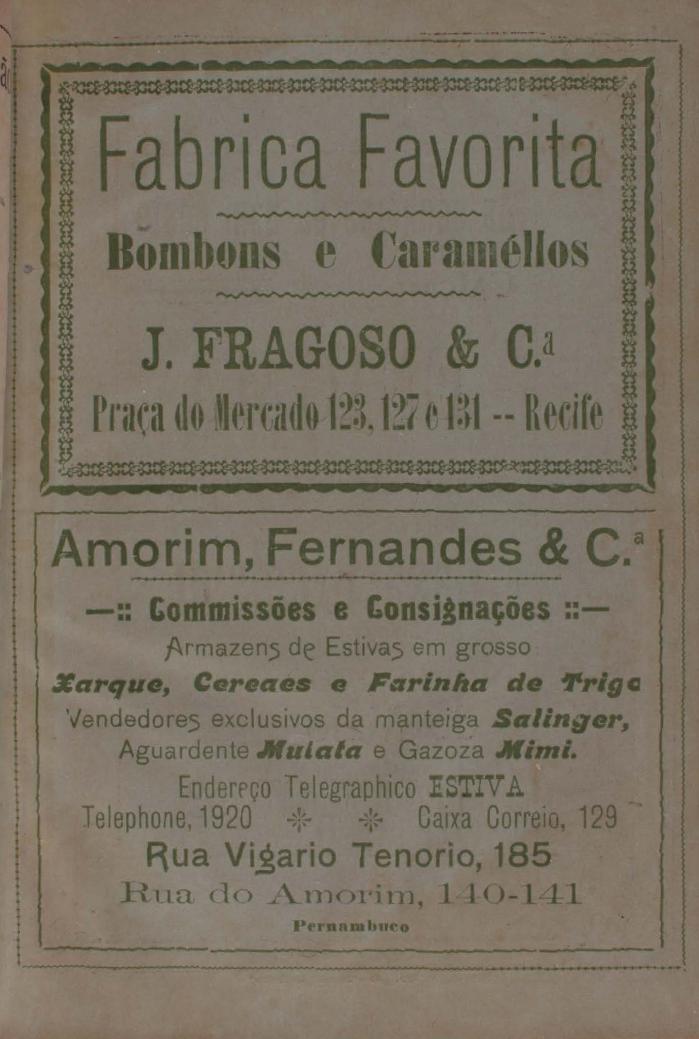 Fabrica Favorita
Bombons e Caraméllos
J. FRAGOSO & C.ª
Praça do Mercado 123, 127 e 131 -- Recife
Amorim, Fernandes & C.ª
—:: Commissões e Consignações ::—
Armazens de Estivas em grosso
Xarque, Cereaes e Farinha de Trigo
Vendedores exclusivos da manteiga Salinger,
Aguardente Mulata e Gazoza Mimi.
Endereço Telegraphico ESTIVA
Telephone, 1920 Caixa Correio, 129
Rua Vigario Tenorio, 185
Rua do Amorim, 140-141
Pernambuco